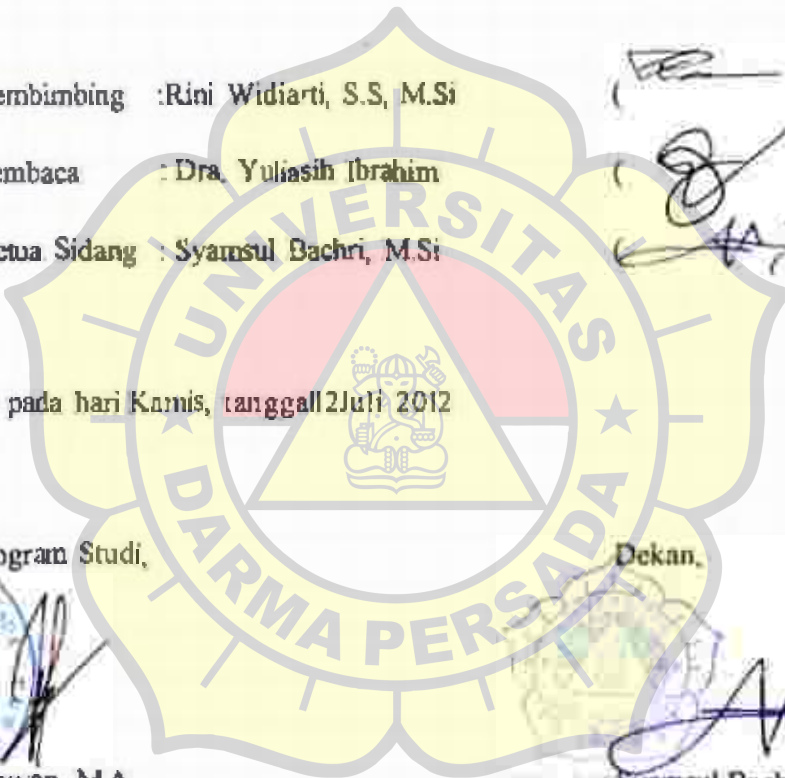 embimbing :Rini Widiarti, S.S, M.Si
embaca : Dra. Yuliasih Ibrahim
etua Sidang : Syamsul Bachri, M.Si
pada hari Kamis, tanggal12Juli 2012
ogram Studi,
Dekan,
M.A
UNIVERSITAS
DARMA PERSADA